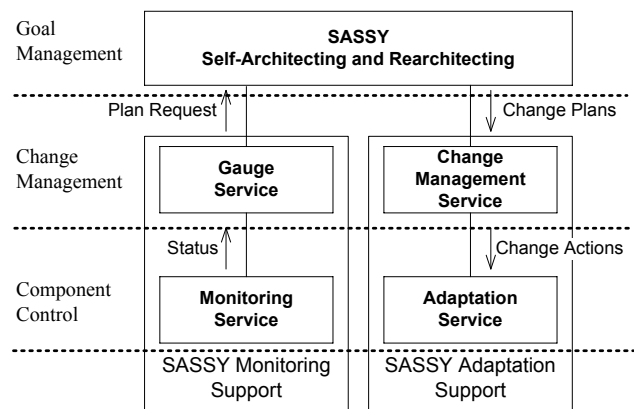 Goal
Management
SASSY
Self-Architecting and Rearchitecting
Plan Request
Change Plans
Change
Management
Gauge
Service
Change
Management
Service
Status
Change Actions
Component
Control
Monitoring
Service
Adaptation
Service
SASSY Monitoring
Support
SASSY Adaptation
Support